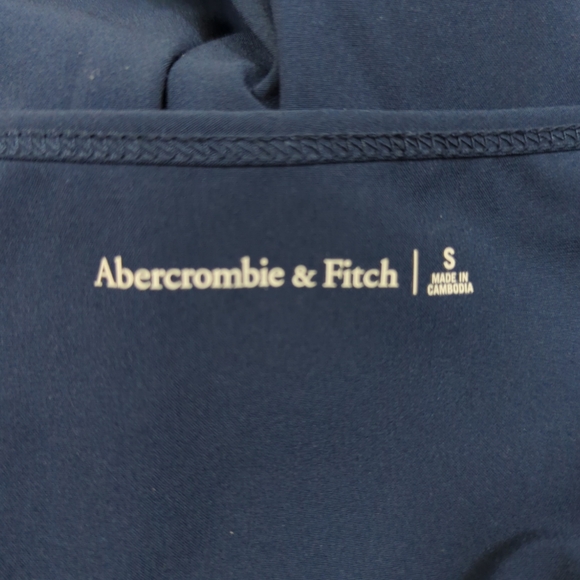 Abercrombie & Fitch | S
MADE IN
CAMBODIA